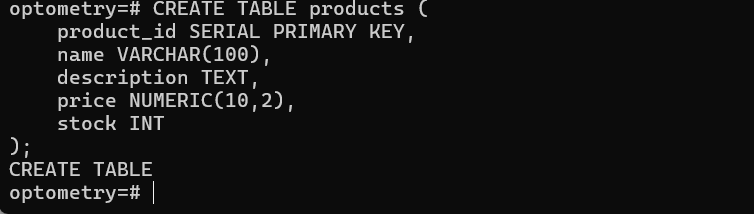 optometry=# CREATE TABLE products (
    product_id SERIAL PRIMARY KEY,
    name VARCHAR(100),
    description TEXT,
    price NUMERIC(10,2),
    stock INT
);
CREATE TABLE
optometry=#